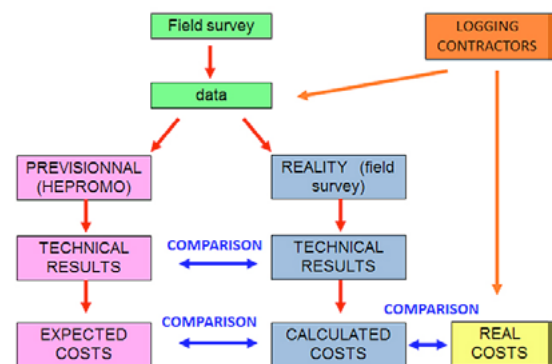 Field survey
LOGGING
CONTRACTORS
data
PREVISIONNAL
(HEPROMO)
REALITY (field
survey)
TECHNICAL
RESULTS
COMPARISON
TECHNICAL
RESULTS
EXPECTED
COSTS
COMPARISON
CALCULATED
COSTS
COMPARISON
REAL
COSTS